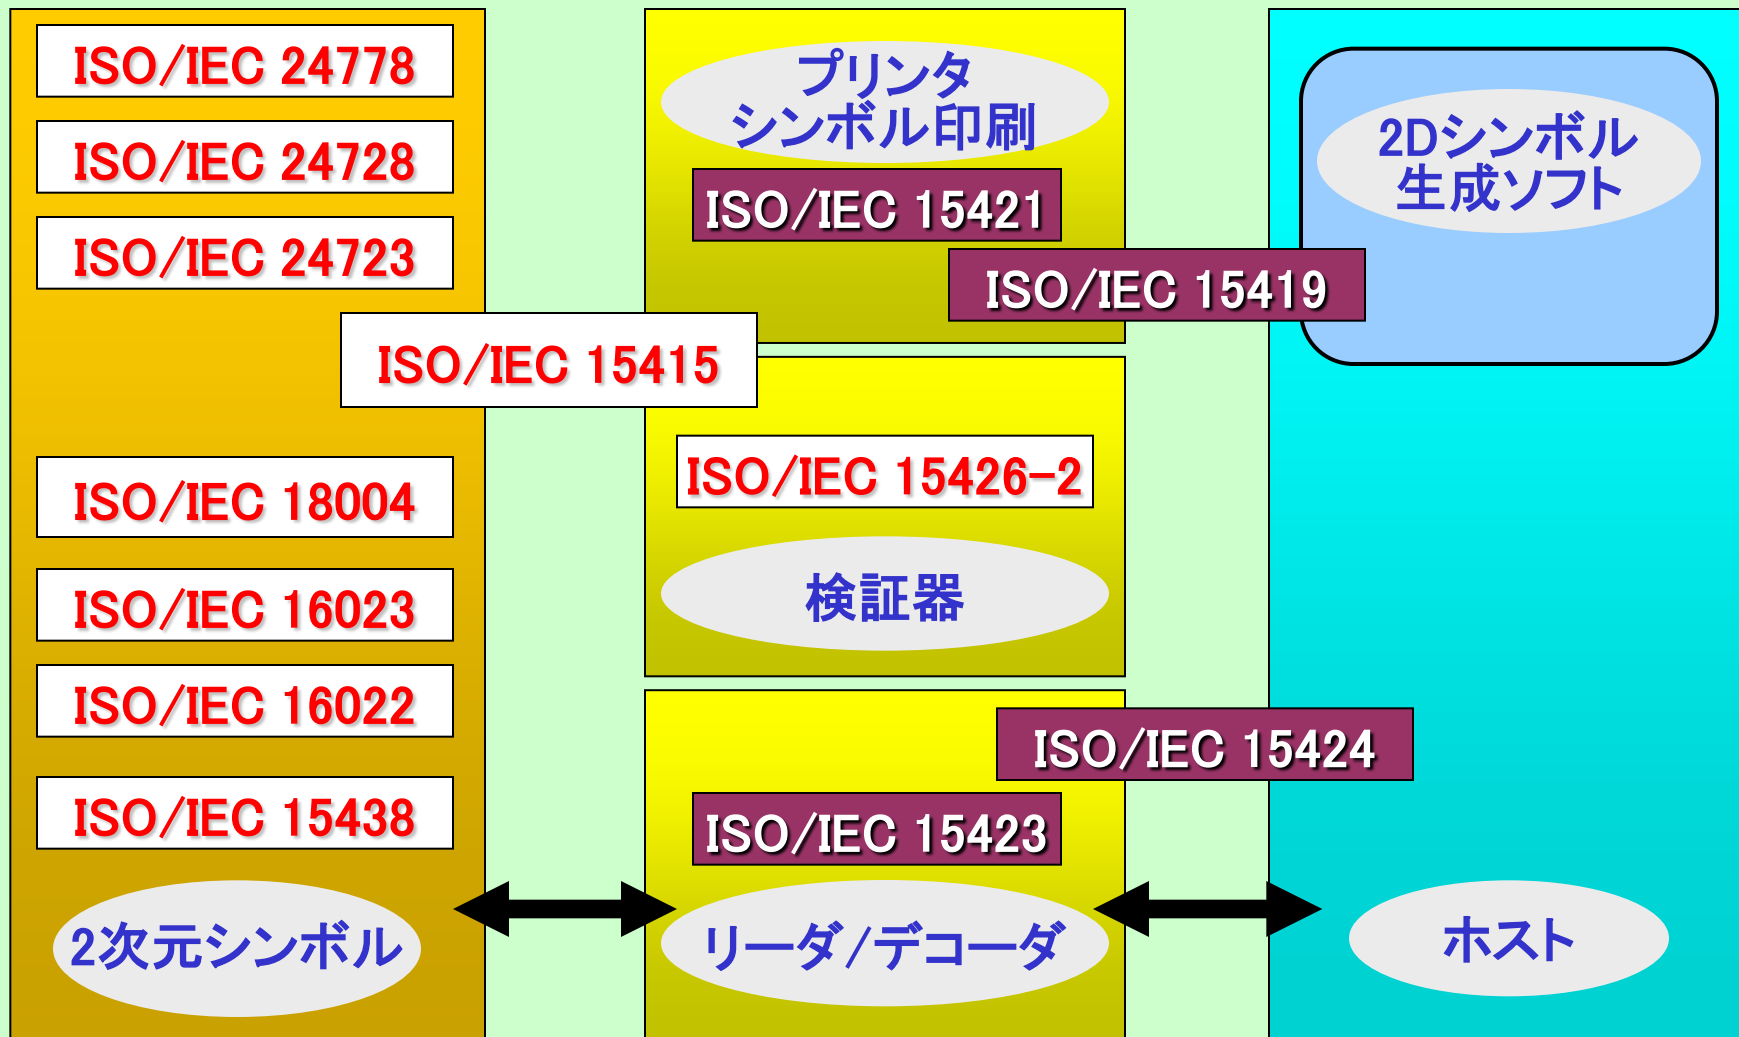 ISO/IEC 24778
ISO/IEC 24728
ISO/IEC 24723
ISO/IEC 15415
ISO/IEC 18004
ISO/IEC 16023
ISO/IEC 16022
ISO/IEC 15438
2次元シンボル
プリンタ
シンボル印刷
ISO/IEC 15421
ISO/IEC 15419
ISO/IEC 15426-2
検証器
ISO/IEC 15424
ISO/IEC 15423
リーダ/デコーダ
2Dシンボル
生成ソフト
ホスト